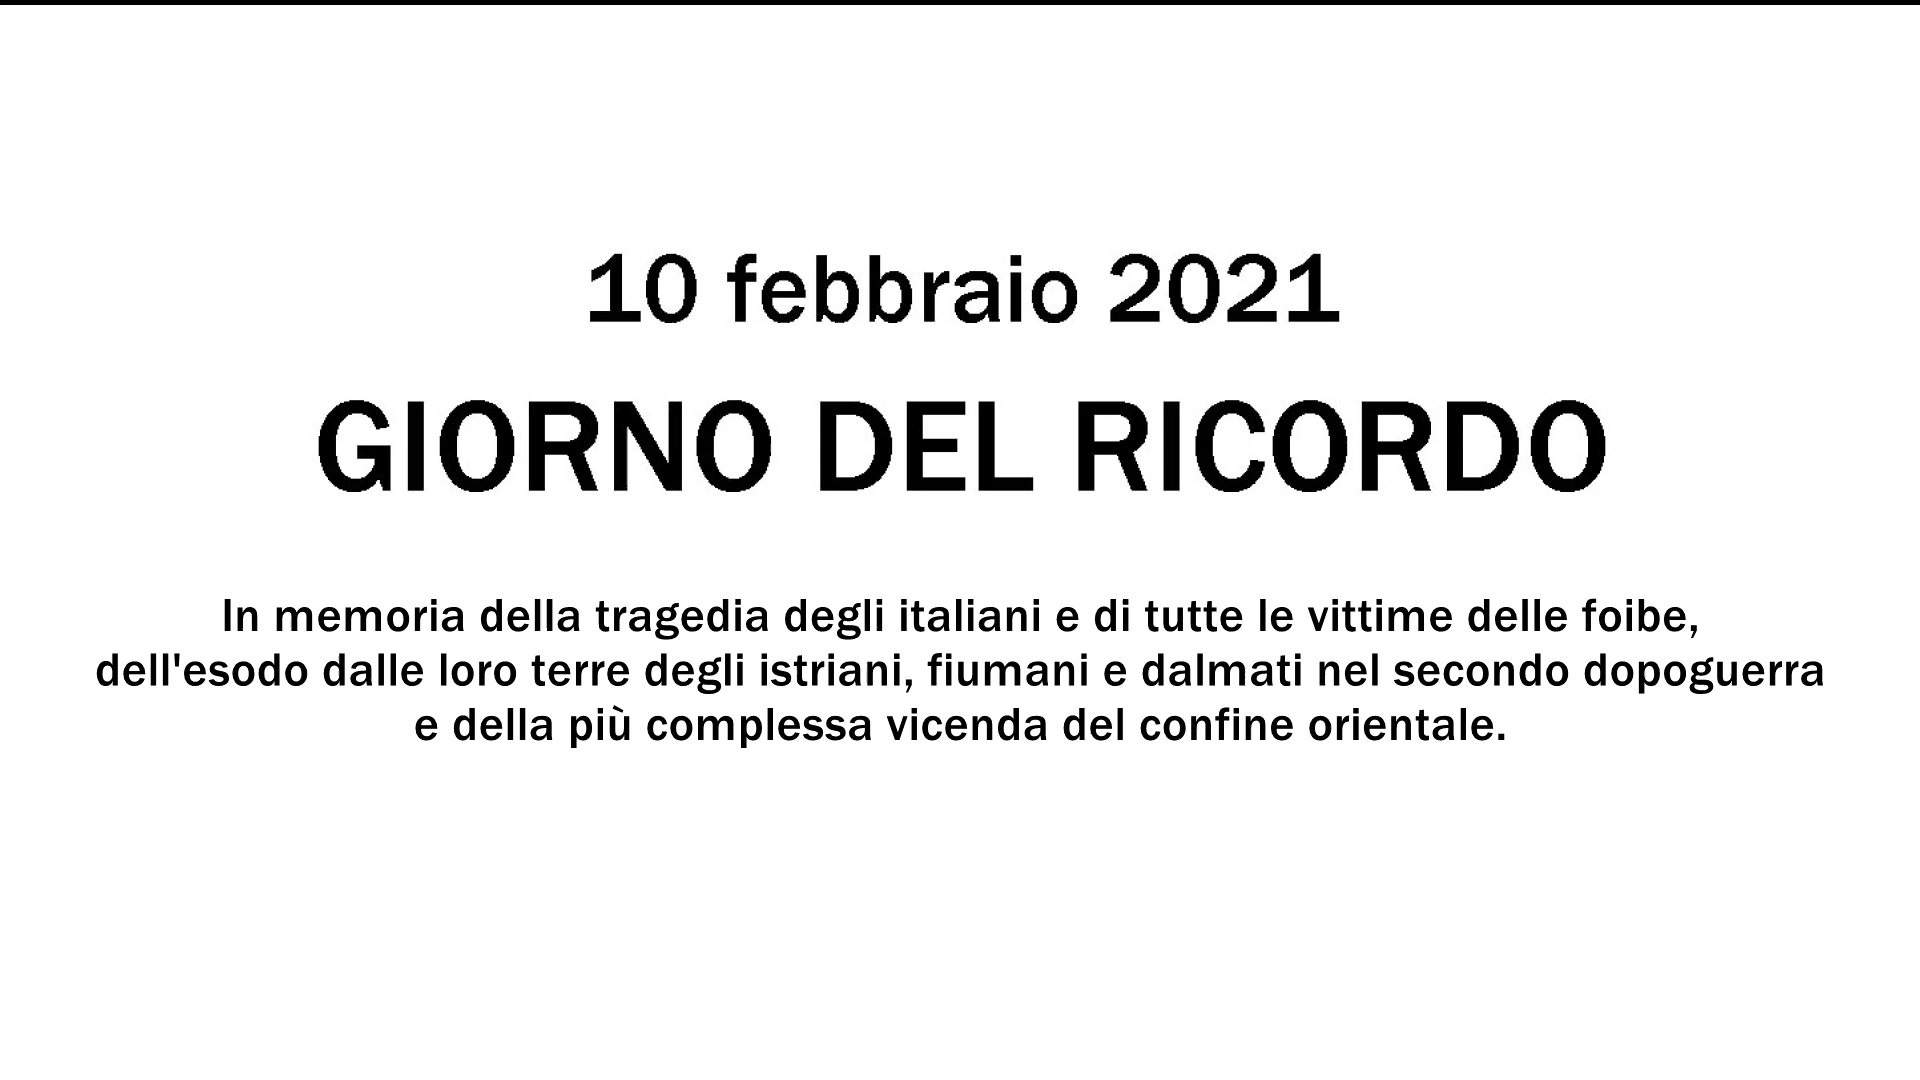 10 febbraio 2021
GIORNO DEL RICORDO
In memoria della tragedia degli italiani e di tutte le vittime delle foibe,
dell'esodo dalle loro terre degli istriani, fiumani e dalmati nel secondo dopoguerra
e della più complessa vicenda del confine orientale.